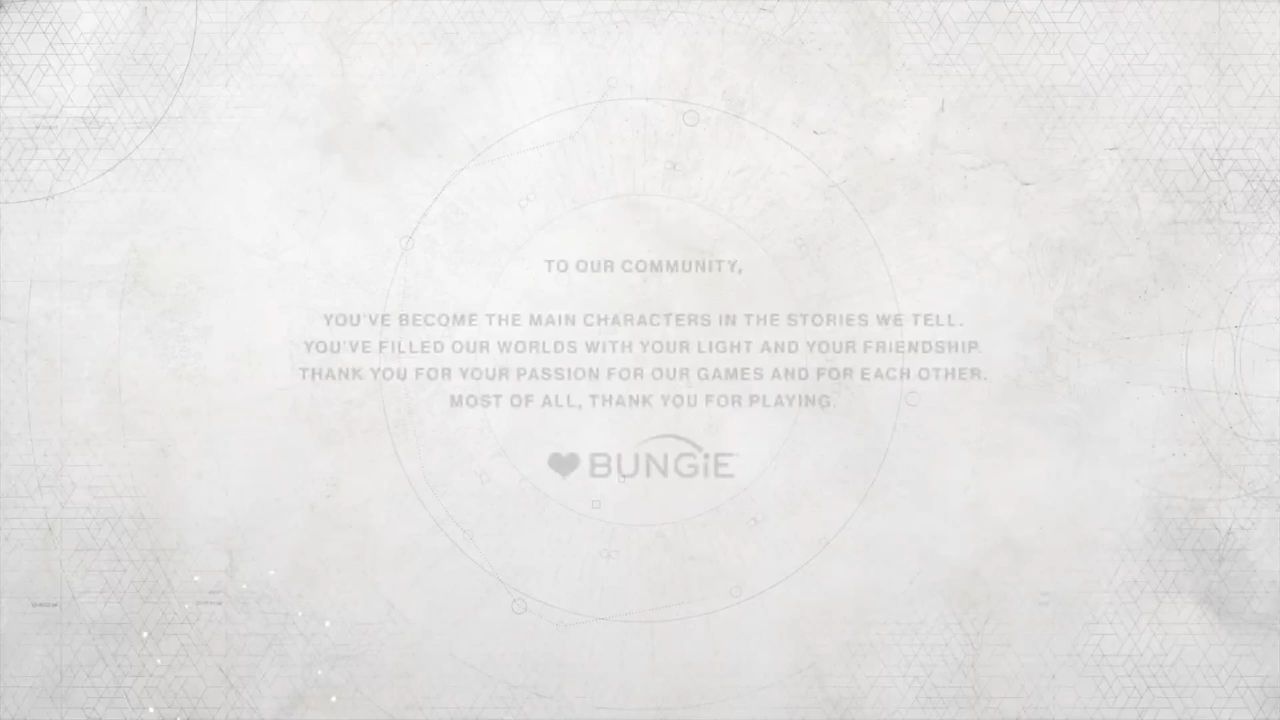 TO OUR COMMUNITY,
YOU'VE BECOME THE MAIN CHARACTERS IN THE STORIES WE TELL.
YOU'VE FILLED OUR WORLDS WITH YOUR LIGHT AND YOUR FRIENDSHIP.
THANK YOU FOR YOUR PASSION FOR OUR GAMES AND FOR EACH OTHER.
MOST OF ALL, THANK YOU FOR PLAYING.
BUNGiE